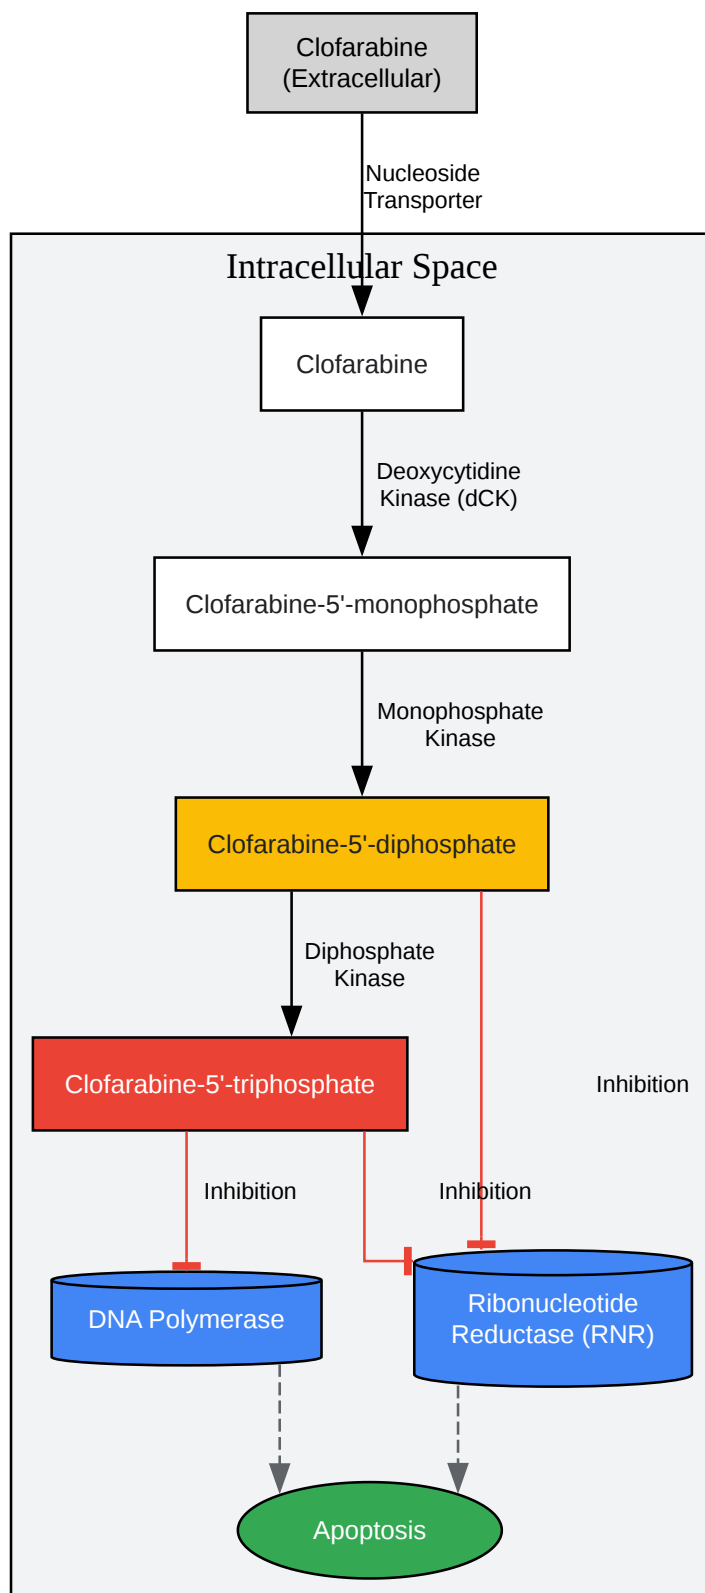 Clofarabine
(Extracellular)
Nucleoside
Transporter
Intracellular Space
Clofarabine
Deoxycytidine
Kinase (dCK)
Clofarabine-5'-monophosphate
Monophosphate
Kinase
Clofarabine-5'-diphosphate
Diphosphate
Kinase
Clofarabine-5'-triphosphate
Inhibition
Inhibition
Inhibition
DNA Polymerase
Ribonucleotide
Reductase (RNR)
Apoptosis